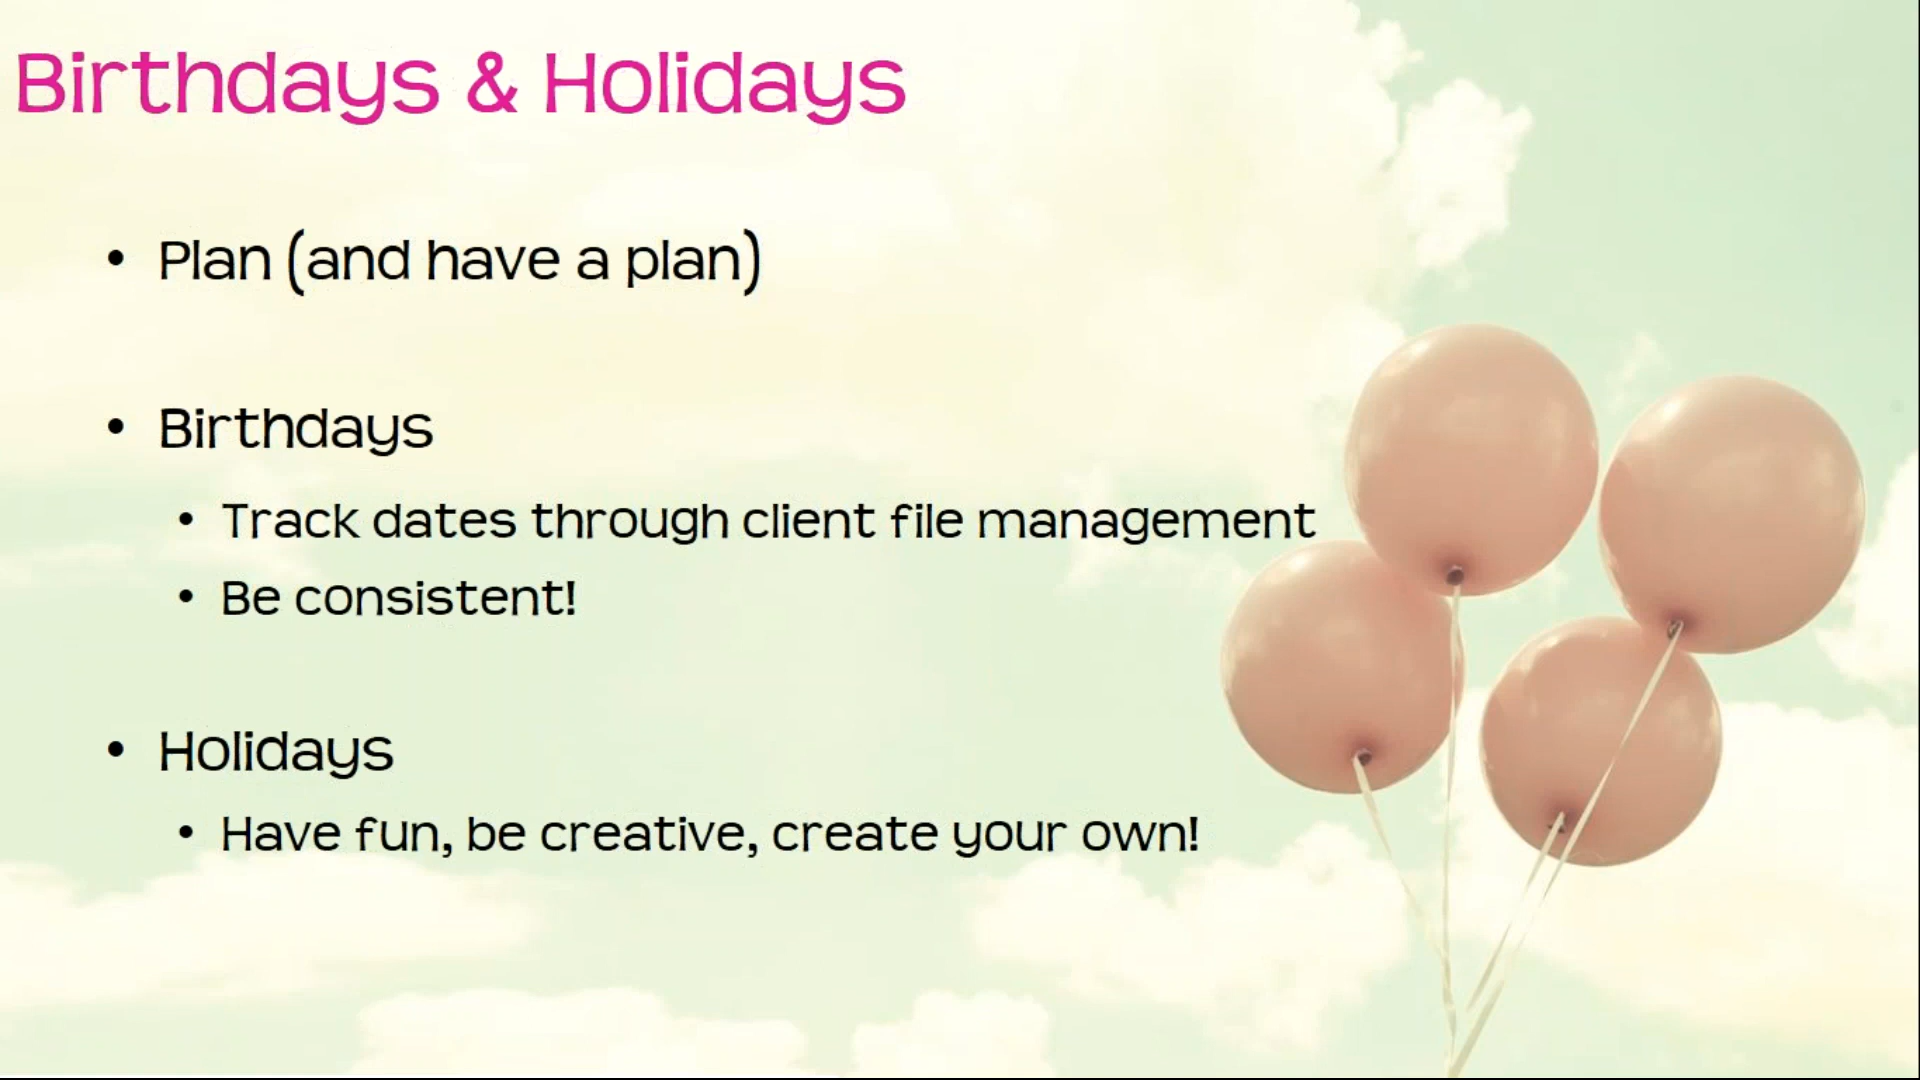 Birthdays & Holidays
• Plan (and have a plan)
• Birthdays
• Track dates through client file management
• Be consistent!
• Holidays
• Have fun, be creative, create your own!